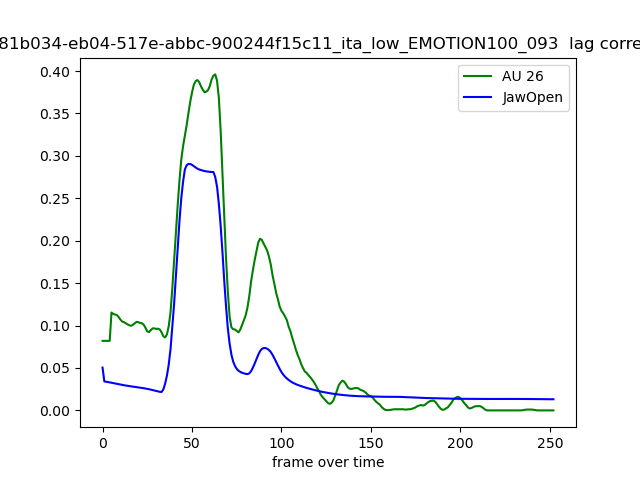 81b034-eb04-517e-abbc-900244f15c11_ita_low_EMOTION100_093 lag corre
AU 26
JawOpen
0.40
0.35
0.30
0.25
0.20
0.15
0.10
0.05
0.00
0 50 100 150 200 250
frame over time